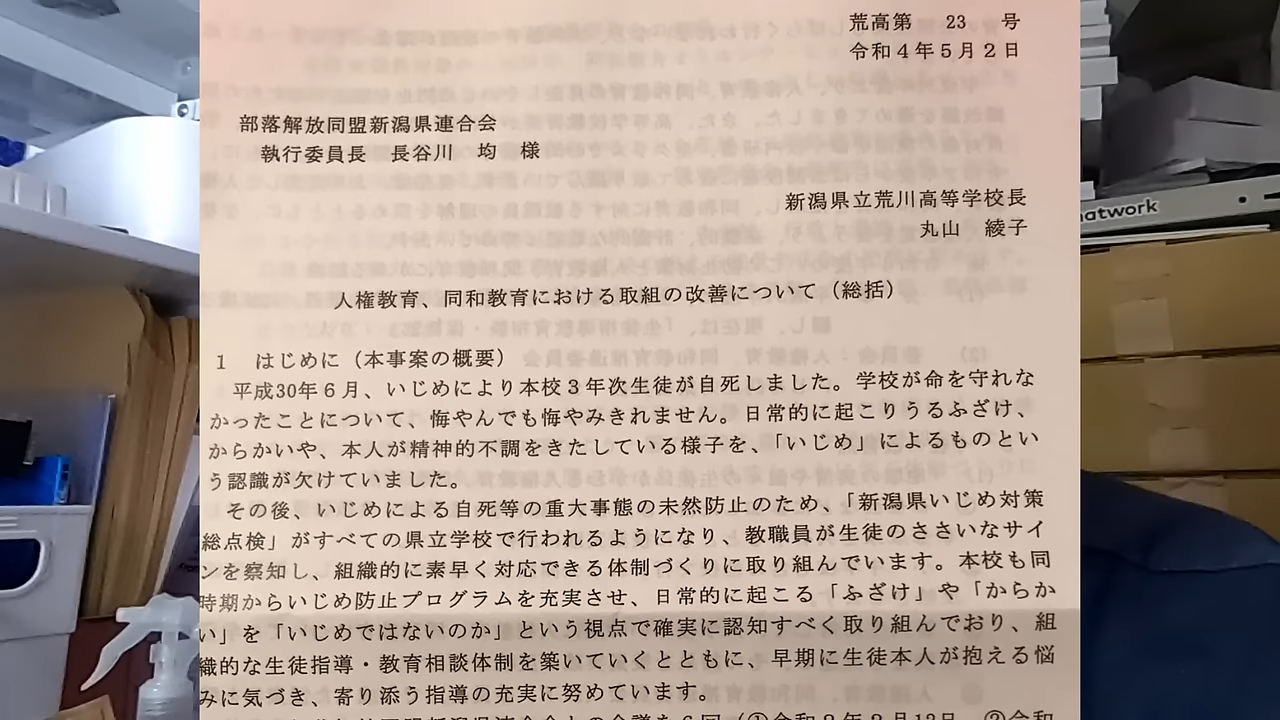 荒高第 23 号
令和4年5月2日
部落解放同盟新潟県連合会
執行委員長 長谷川 均 様
新潟県立荒川高等学校長
丸山 綾子
人権教育、同和教育における取組の改善について（総括）
1 はじめに（本事案の概要）
平成30年6月、いじめにより本校3年次生徒が自死しました。学校が命を守れな
かったことについて、悔やんでも悔やみきれません。日常的に起こりうるふざけ、
からかいや、本人が精神的不調をきたしている様子を、「いじめ」によるものとい
う認識が欠けていました。
その後、いじめによる自死等の重大事態の未然防止のため、「新潟県いじめ対策
総点検」がすべての県立学校で行われるようになり、教職員が生徒のささいなサイ
ンを察知し、組織的に素早く対応できる体制づくりに取り組んでいます。本校も同
時期からいじめ防止プログラムを充実させ、日常的に起こる「ふざけ」や「からか
い」を「いじめではないのか」という視点で確実に認知すべく取り組んでおり、組
織的な生徒指導・教育相談体制を築いていくとともに、早期に生徒本人が抱える悩
みに気づき、寄り添う指導の充実に努めています。
atwork